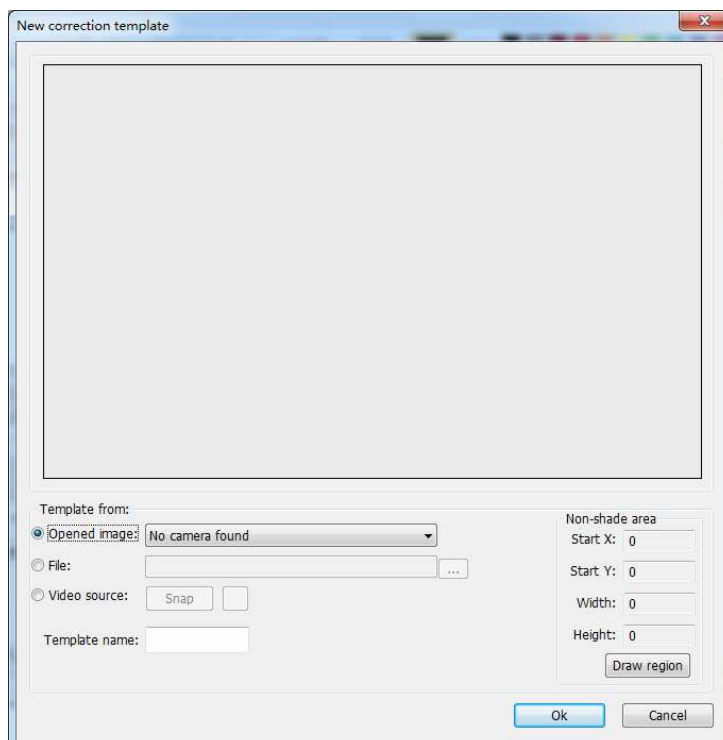 New correction template
Template from:
Opened image: No camera found
File: ...
Video source: Snap
Template name:
Non-shade area
Start X: 0
Start Y: 0
Width: 0
Height: 0
Draw region
Ok Cancel